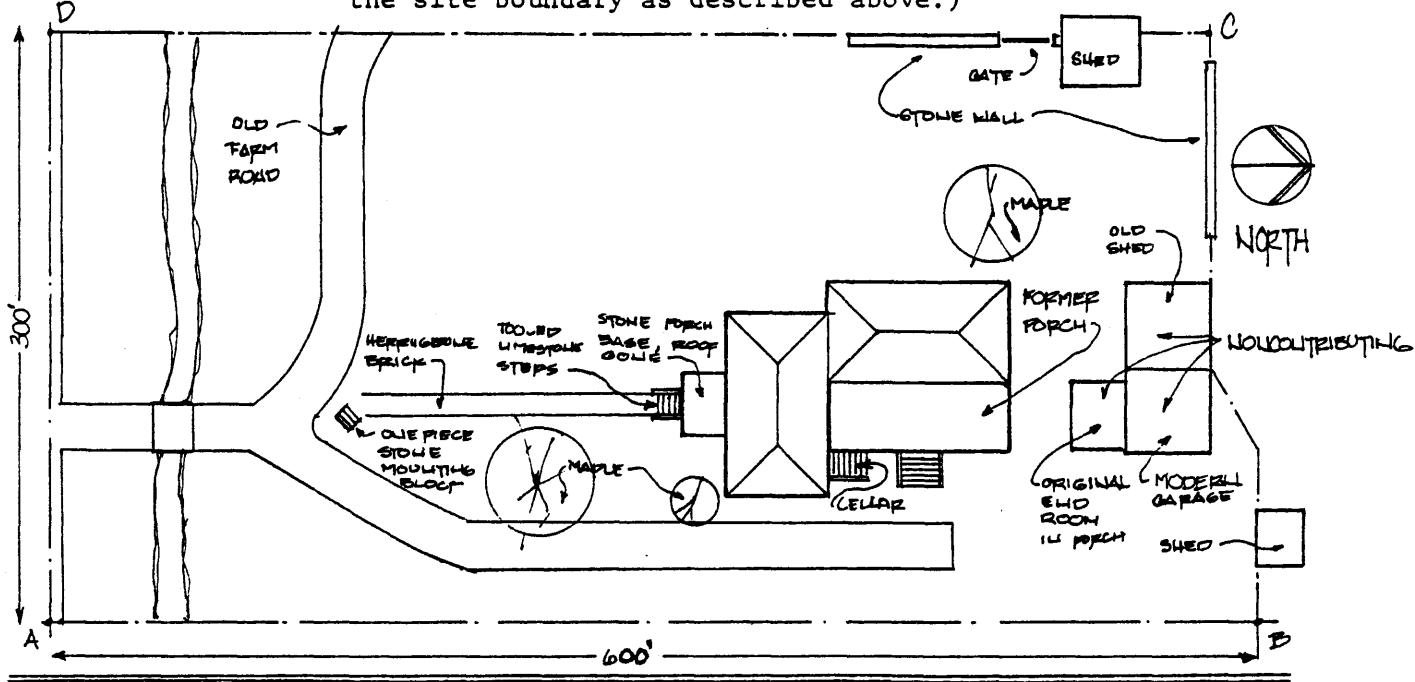 the site boundary as described above.)
D
C
SHED
GATE
STONE WALL
OLD
FARM
ROAD
MAPLE
NORTH
OLD
SHED
FORMER
PORCH
300'
HERRINGBONE
BRICK
TOOLED
LIMESTONE
STEPS
STONE PORCH
BASE, ROOF
GONE
NONCONTRIBUTING
ONE PIECE
STONE
MOUNTING
BLOCK
MAPLE
CELLAR
ORIGINAL
END
ROOM
IN PORCH
MODERN
GARAGE
SHED
A
B
600'